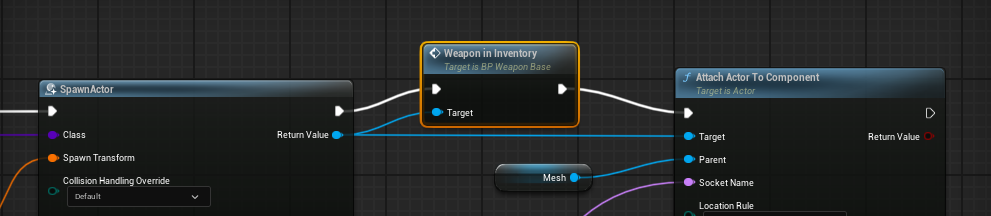 Weapon in Inventory
Target is BP Weapon Base
Target
SpawnActor
Class
Return Value
Spawn Transform
Collision Handling Override
Default
Mesh
Attach Actor To Component
Target is Actor
Target
Return Value
Parent
Socket Name
Location Rule